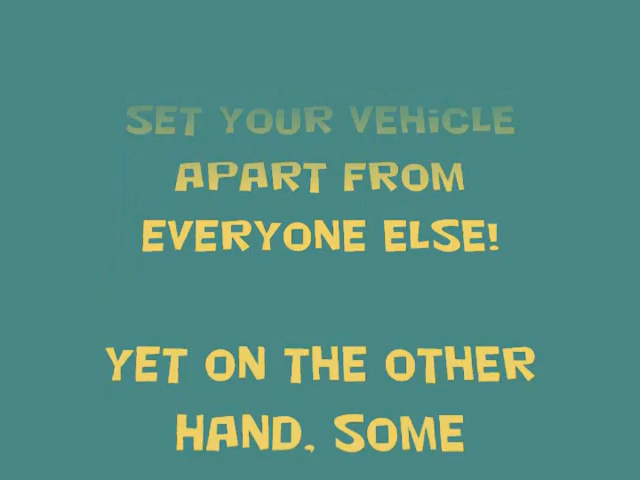 SET YOUR VEHiCLE
APART FROM
EVERYONE ELSE!
YET ON THE OTHER
HAND, SOME